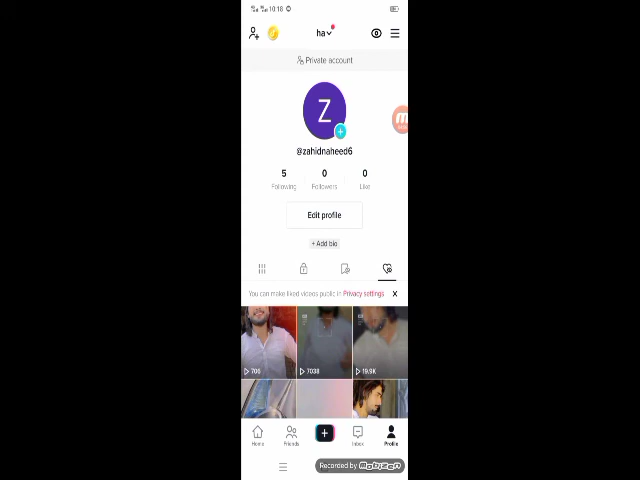 10:18
ha
Private account
Z
@zahidnaheed6
5 0 0
Following Followers Like
Edit profile
+ Add bio
You can make liked videos public in Privacy settings X
706 7038 19.9K
Home Friends Inbox Profile
Recorded by Mobizen